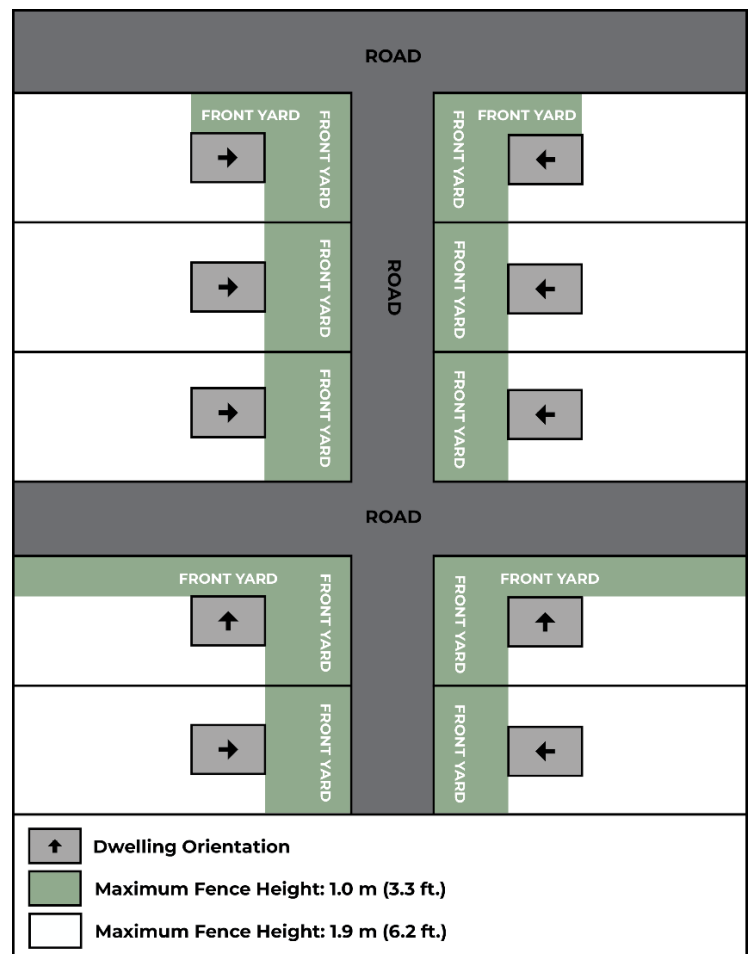 ROAD
FRONT YARD
FRONT YARD
FRONT YARD
FRONT YARD
FRONT YARD
ROAD
FRONT YARD
FRONT YARD
FRONT YARD
ROAD
FRONT YARD
FRONT YARD
FRONT YARD
FRONT YARD
FRONT YARD
FRONT YARD
Dwelling Orientation
Maximum Fence Height: 1.0 m (3.3 ft.)
Maximum Fence Height: 1.9 m (6.2 ft.)